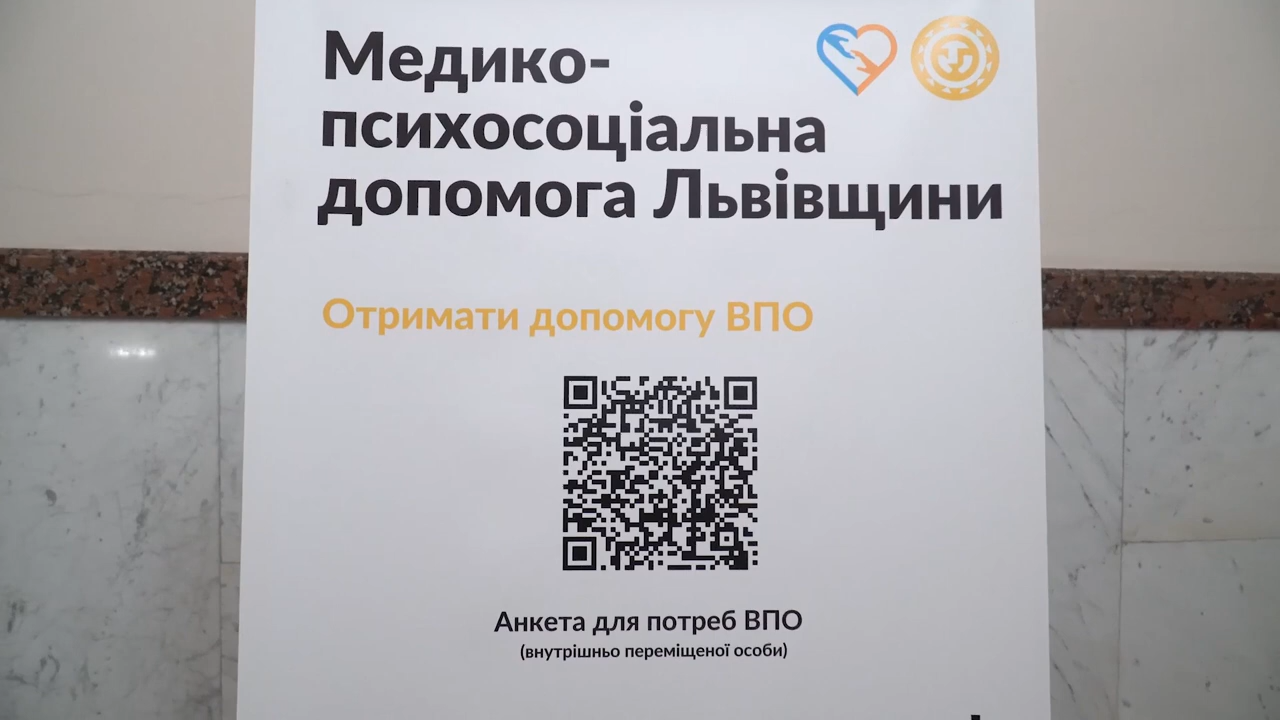 Медико-
психосоціальна
допомога Львівщини
Отримати допомогу ВПО
Анкета для потреб ВПО
(внутрішньо переміщеної особи)